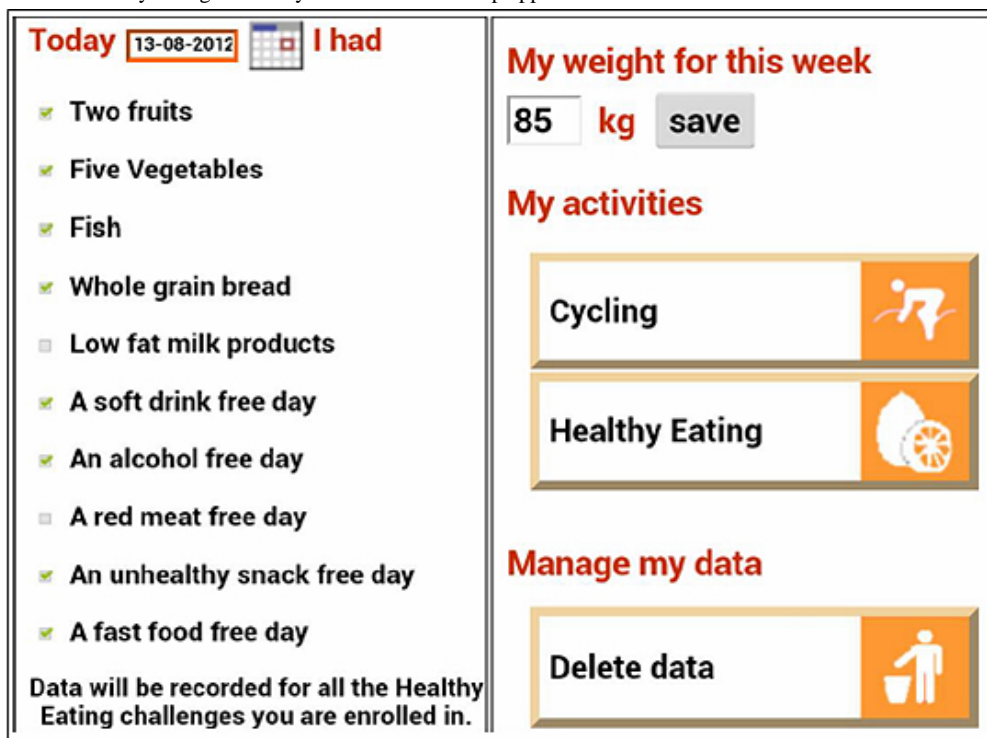 Today 13-08-2012 I had
Two fruits
Five Vegetables
Fish
Whole grain bread
Low fat milk products
A soft drink free day
An alcohol free day
A red meat free day
An unhealthy snack free day
A fast food free day
Data will be recorded for all the Healthy
Eating challenges you are enrolled in.
My weight for this week
85 kg save
My activities
Cycling
Healthy Eating
Manage my data
Delete data